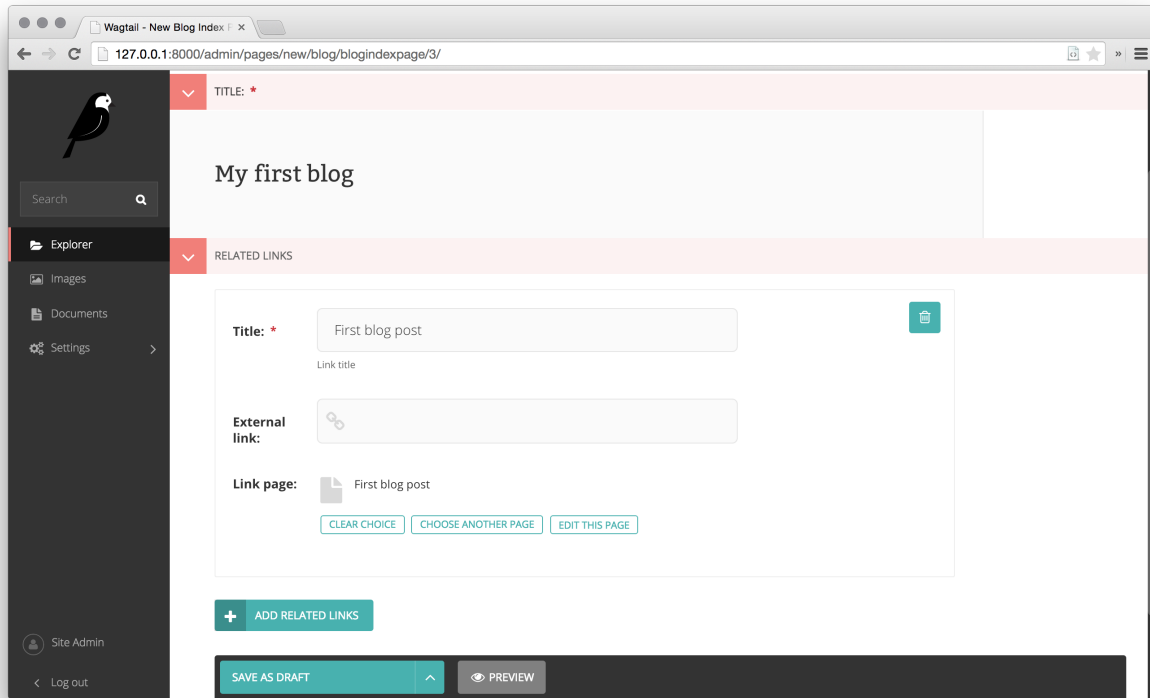 Wagtail - New Blog Index P
127.0.0.1:8000/admin/pages/new/blog/blogindexpage/3/
Search
Explorer
Images
Documents
Settings
Site Admin
Log out
TITLE: *
My first blog
RELATED LINKS
Title: *
First blog post
Link title
External
link:
Link page:
First blog post
CLEAR CHOICE
CHOOSE ANOTHER PAGE
EDIT THIS PAGE
ADD RELATED LINKS
SAVE AS DRAFT
PREVIEW